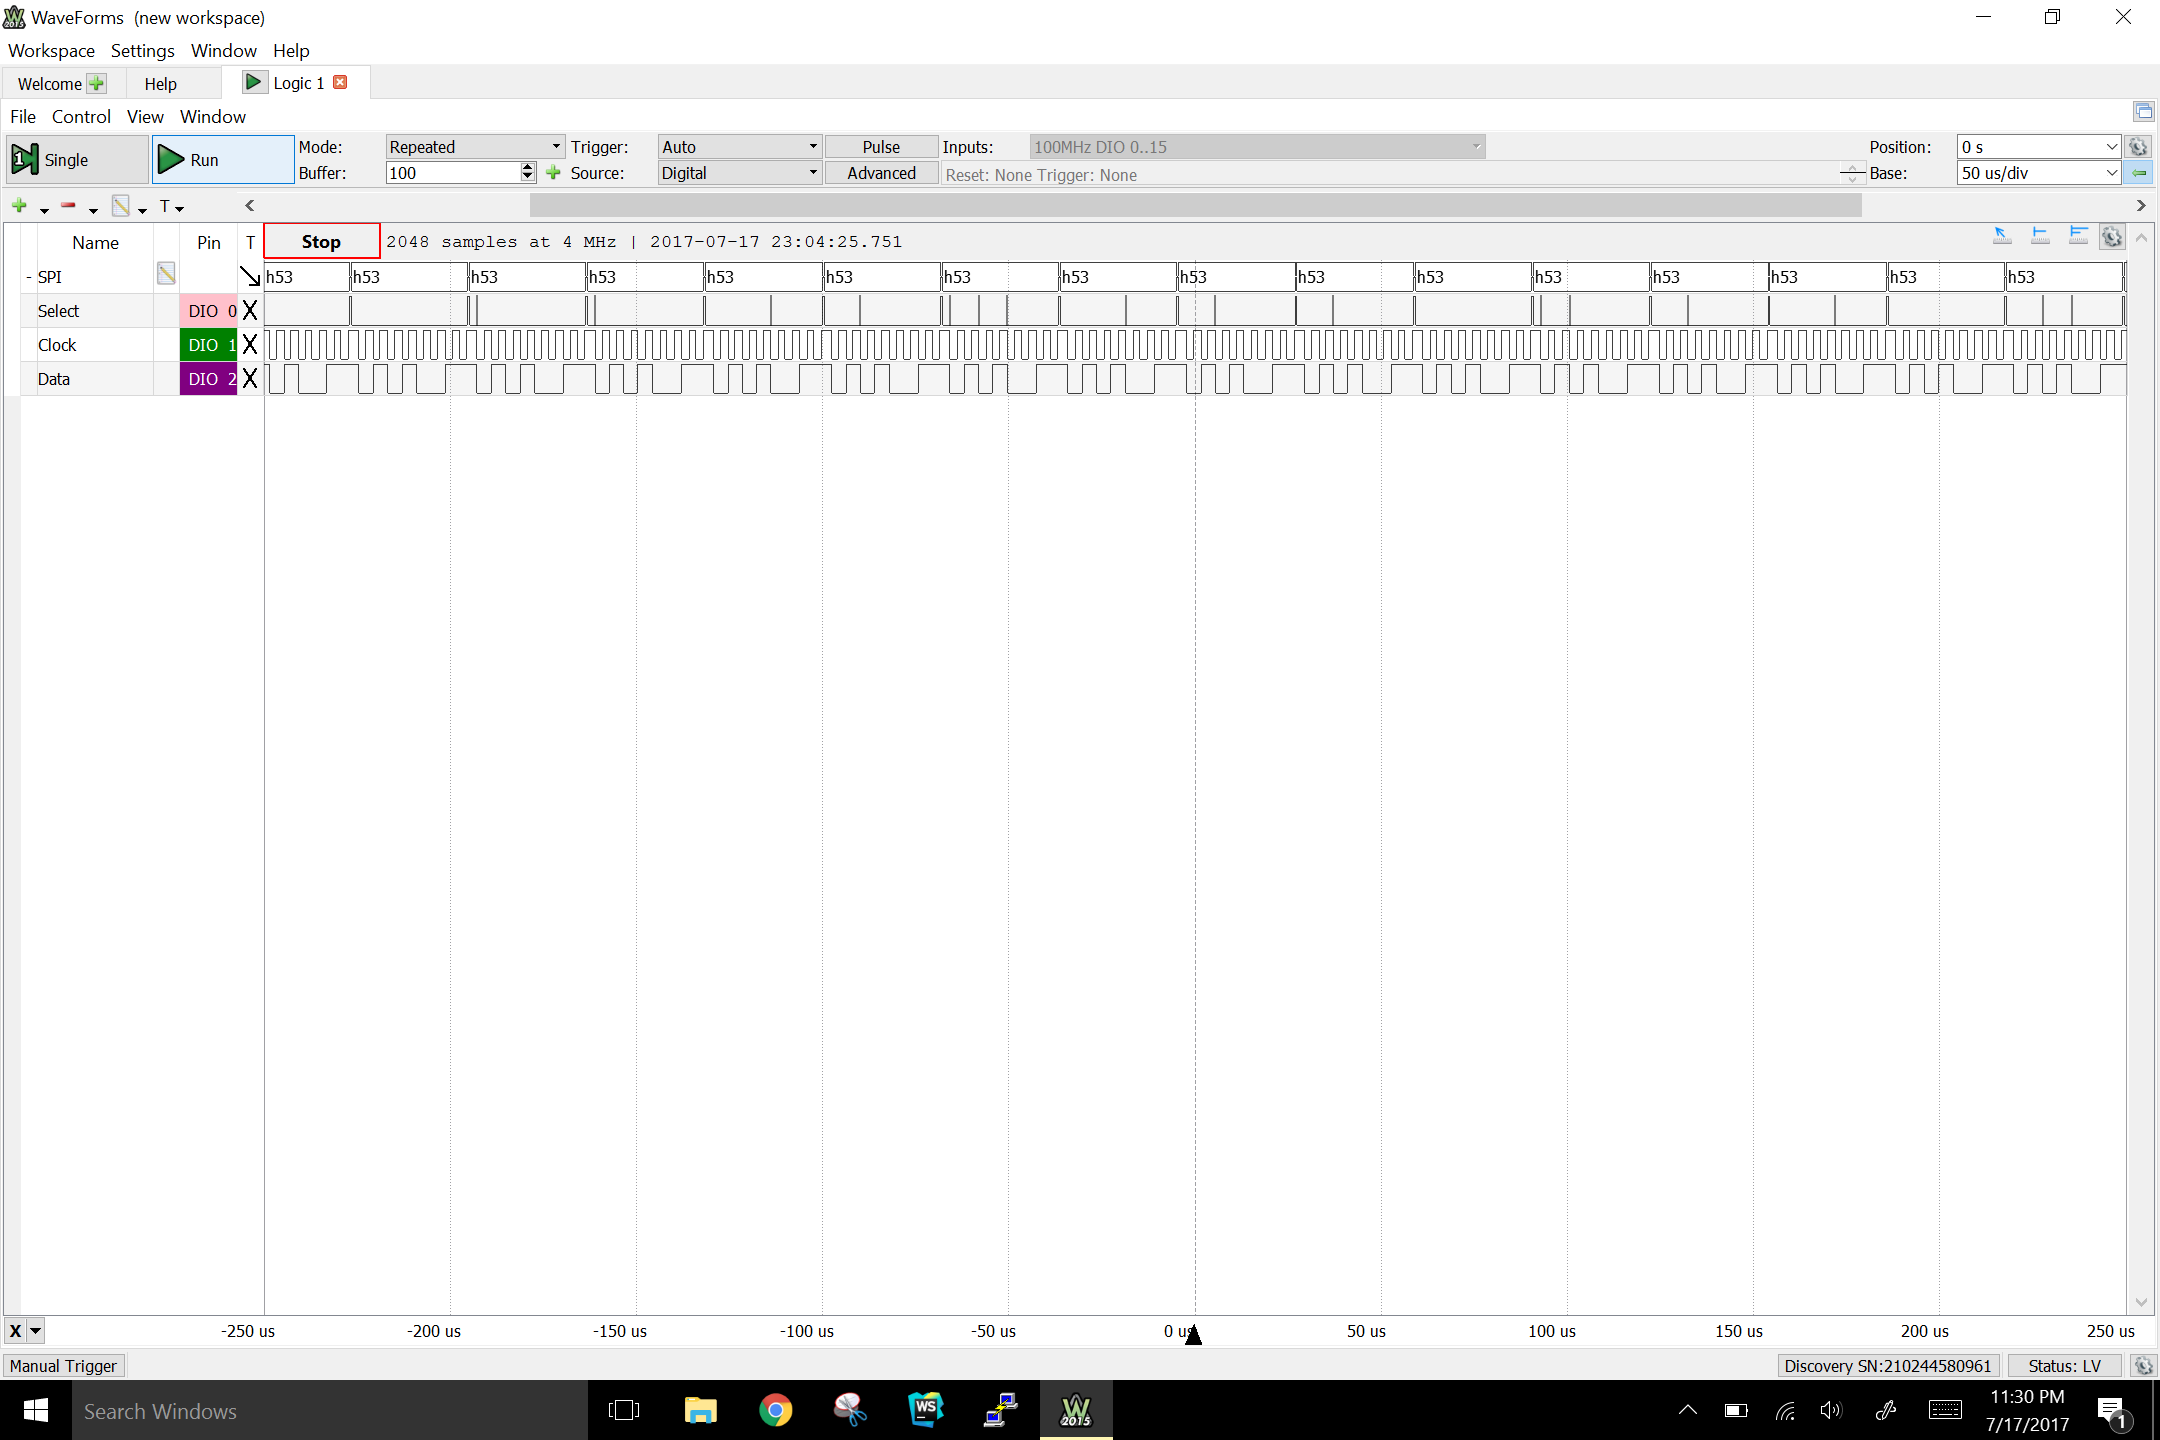 WaveForms (new workspace)
Workspace Settings Window Help
Welcome Help Logic 1
File Control View Window
Single Run Mode: Repeated Trigger: Auto Pulse Inputs: 100MHz DIO 0..15 Position: 0 s
Buffer: 100 Source: Digital Advanced Reset: None Trigger: None Base: 50 us/div
T
Name Pin T Stop 2048 samples at 4 MHz | 2017-07-17 23:04:25.751
- SPI h53 h53 h53 h53 h53 h53 h53 h53 h53 h53 h53 h53 h53 h53 h53 h53
Select DIO 0 X
Clock DIO 1 X
Data DIO 2 X
X -250 us -200 us -150 us -100 us -50 us 0 us 50 us 100 us 150 us 200 us 250 us
Manual Trigger Discovery SN:210244580961 Status: LV
Search Windows WS W 2015 11:30 PM
7/17/2017 1